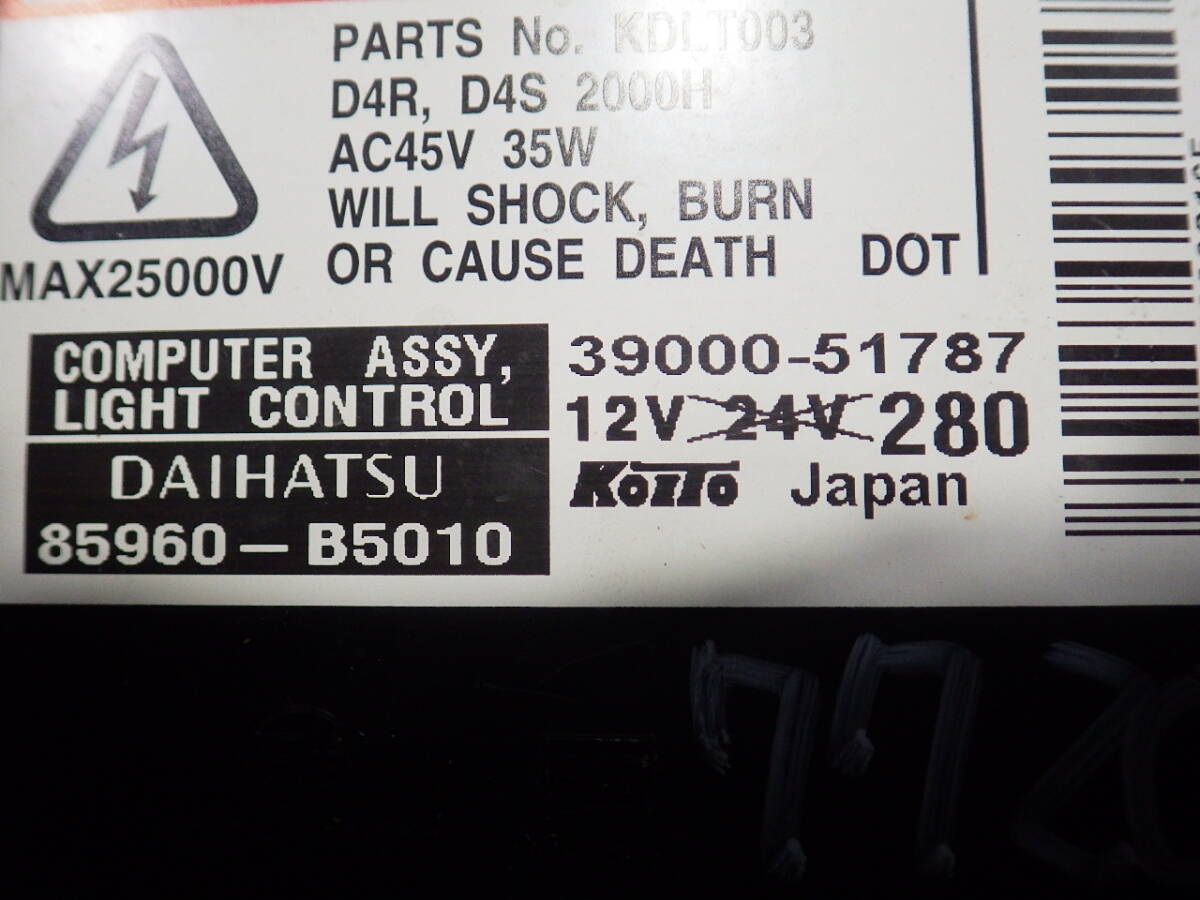 PARTS No. KDLT003
D4R, D4S 2000H
AC45V 35W
WILL SHOCK, BURN
OR CAUSE DEATH DOT
MAX25000V
COMPUTER ASSY,
LIGHT CONTROL
DAIHATSU
85960-B5010
39000-51787
12V 24V 280
KOITO Japan